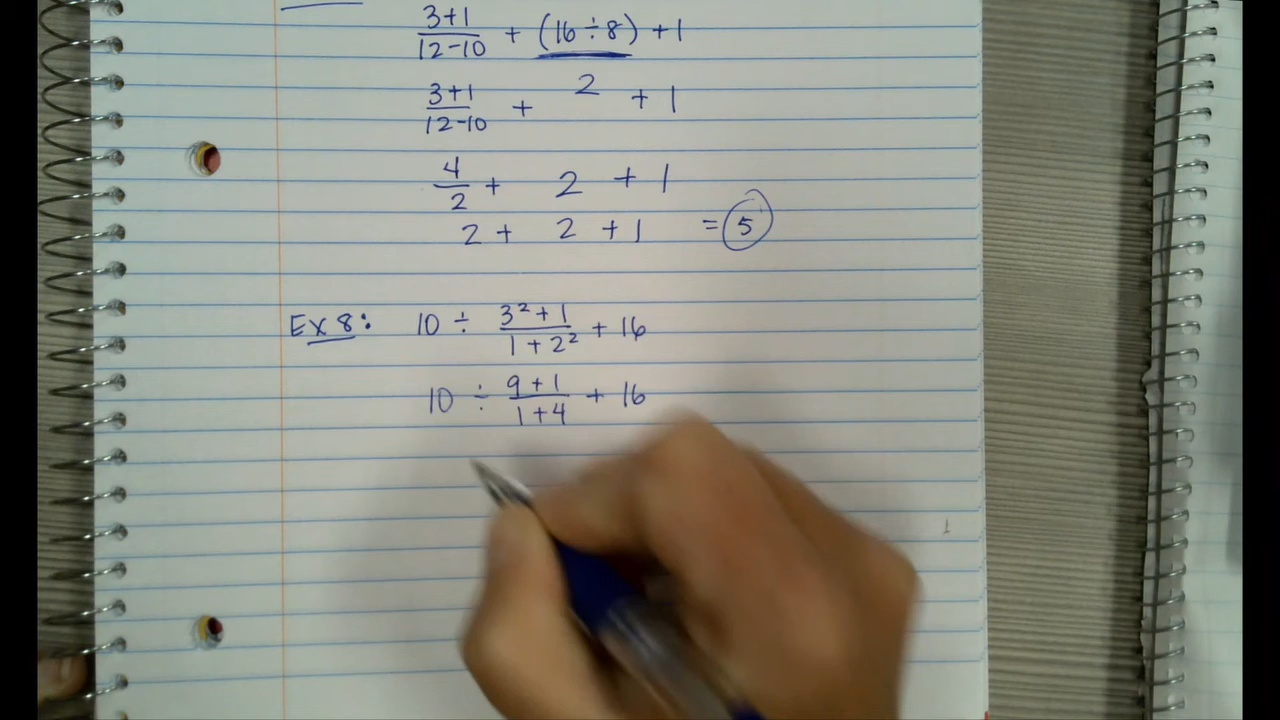 3+1/12-10 + (16÷8) +1
3+1/12-10 + 2 + 1
4/2 + 2 + 1
2 + 2 + 1 = 5
Ex 8: 10 ÷ 3²+1/1+2² + 16
10 ÷ 9+1/1+4 + 16